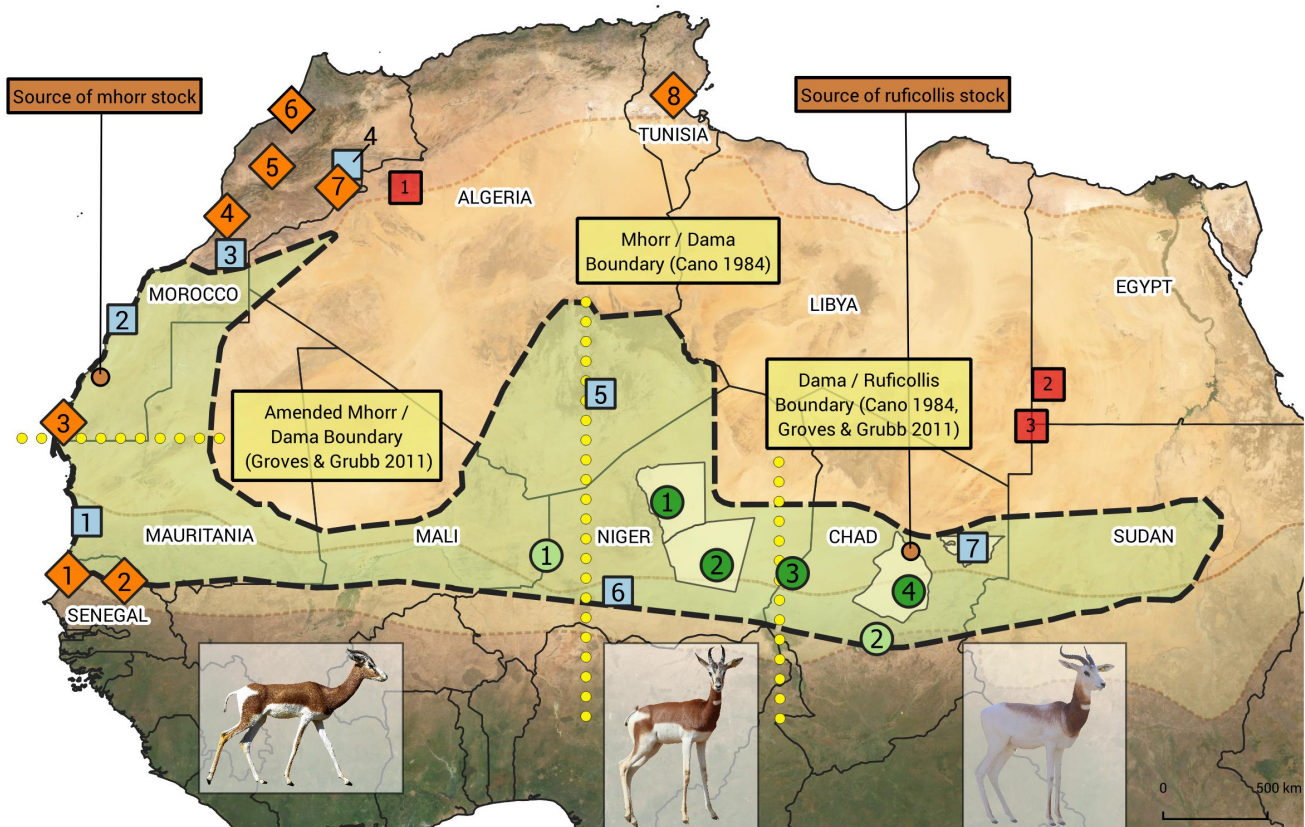 Source of mhorr stock
6
8
Source of ruficollis stock
TUNISIA
4
5
7
1
ALGERIA
4
Mhorr / Dama
Boundary (Cano 1984)
3
MOROCCO
EGYPT
LIBYA
2
Dama / Ruficollis
Boundary (Cano 1984,
Groves & Grubb 2011)
2
5
Amended Mhorr /
Dama Boundary
(Groves & Grubb 2011)
3
3
1
1
MAURITANIA
MALI
NIGER
CHAD
SUDAN
7
1
2
3
1
2
6
4
SENEGAL
2
0
500 km